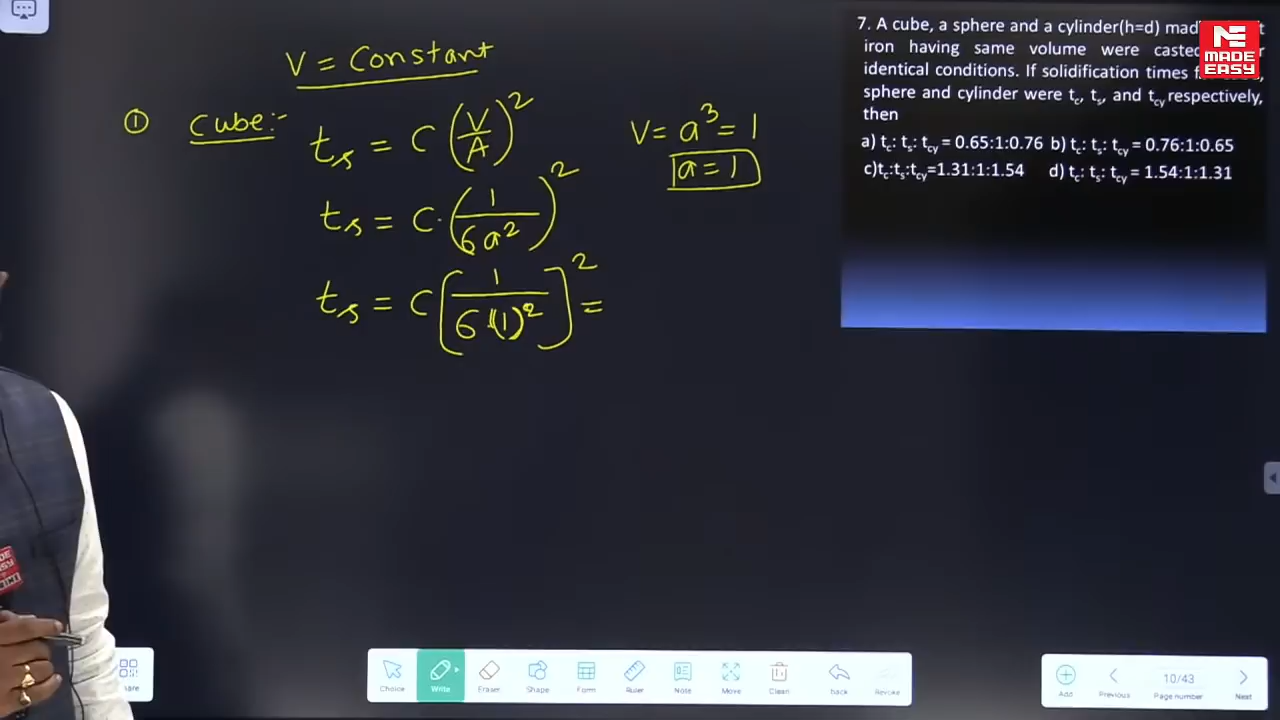 V = Constant
① Cube:-
t_s = C (V/A)^2
V = a^3 = 1
a = 1
t_s = C. (1/6a^2)^2
t_s = C [1/6(1)^2]^2 =
7. A cube, a sphere and a cylinder(h=d) mad
iron having same volume were casted
identical conditions. If solidification times
sphere and cylinder were t_c, t_s, and t_cy respectively,
then
a) t_c: t_s: t_cy = 0.65:1:0.76 b) t_c: t_s: t_cy = 0.76:1:0.65
c)t_c:t_s:t_cy=1.31:1:1.54 d) t_c: t_s: t_cy = 1.54:1:1.31
MADE
EASY
MADE
EASY
Choice
Write
Eraser
Shape
Form
Ruler
Note
Move
Clean
back
Revoke
Add
Previous
10/43
Page number
Next